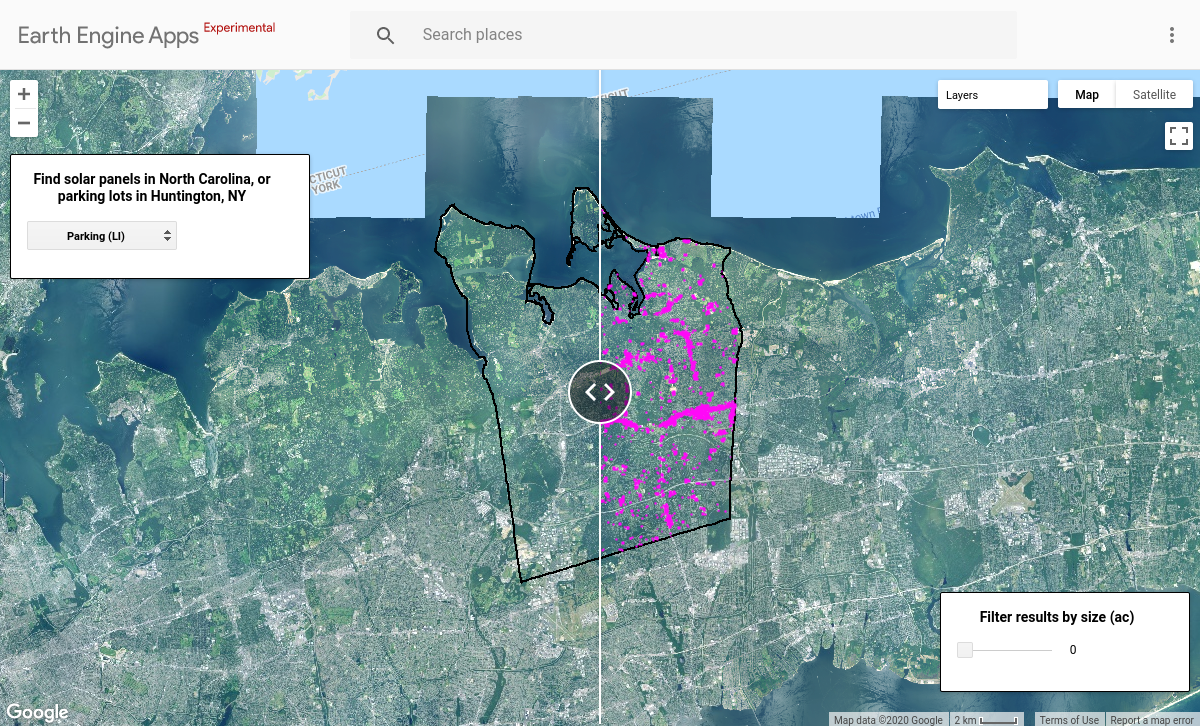 Earth Engine Apps Experimental
Search places
Layers
Map
Satellite
Find solar panels in North Carolina, or
parking lots in Huntington, NY
Parking (LI)
CTICUT
YORK
Filter results by size (ac)
0
Google
Map data ©2020 Google
2 km
Terms of Use
Report a map error